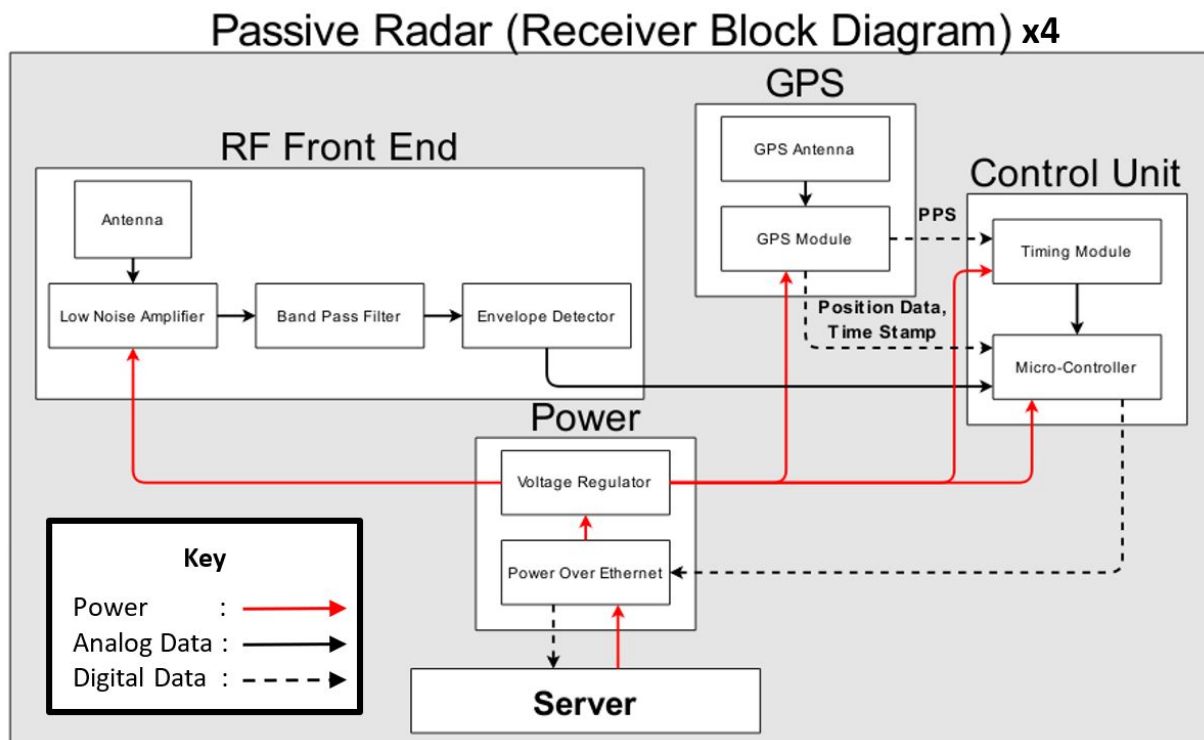 Passive Radar (Receiver Block Diagram) x4
GPS
RF Front End
Control Unit
GPS Antenna
Antenna
GPS Module
PPS
Timing Module
Low Noise Amplifier
Band Pass Filter
Envelope Detector
Position Data,
Time Stamp
Micro-Controller
Power
Voltage Regulator
Power Over Ethernet
Server
Key
Power :
Analog Data :
Digital Data :